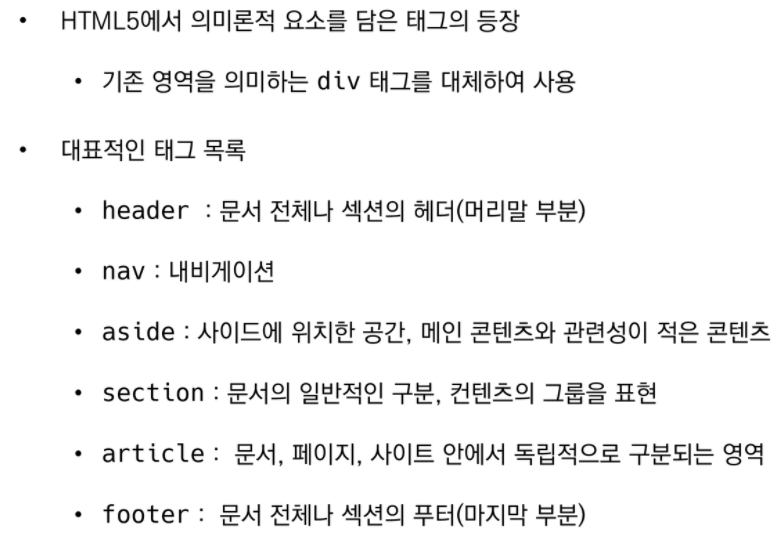 • HTML5에서 의미론적 요소를 담은 태그의 등장
• 기존 영역을 의미하는 div 태그를 대체하여 사용
• 대표적인 태그 목록
• header : 문서 전체나 섹션의 헤더(머리말 부분)
• nav : 내비게이션
• aside : 사이드에 위치한 공간, 메인 콘텐츠와 관련성이 적은 콘텐츠
• section : 문서의 일반적인 구분, 컨텐츠의 그룹을 표현
• article : 문서, 페이지, 사이트 안에서 독립적으로 구분되는 영역
• footer : 문서 전체나 섹션의 푸터(마지막 부분)